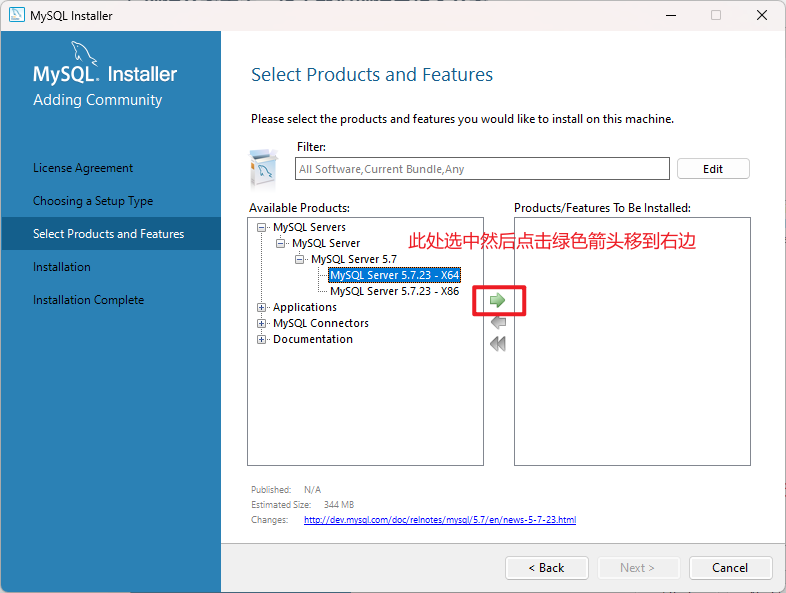 MySQL Installer
MySQL. Installer
Adding Community
License Agreement
Choosing a Setup Type
Select Products and Features
Installation
Installation Complete
Select Products and Features
Please select the products and features you would like to install on this machine.
Filter:
All Software,Current Bundle,Any
Edit
Available Products:
Products/Features To Be Installed:
MySQL Servers
MySQL Server
MySQL Server 5.7
MySQL Server 5.7.23 - X64
MySQL Server 5.7.23 - X86
Applications
MySQL Connectors
Documentation
此处选中然后点击绿色箭头移到右边
Published: N/A
Estimated Size: 344 MB
Changes: http://dev.mysql.com/doc/relnotes/mysql/5.7/en/news-5-7-23.html
< Back
Next >
Cancel